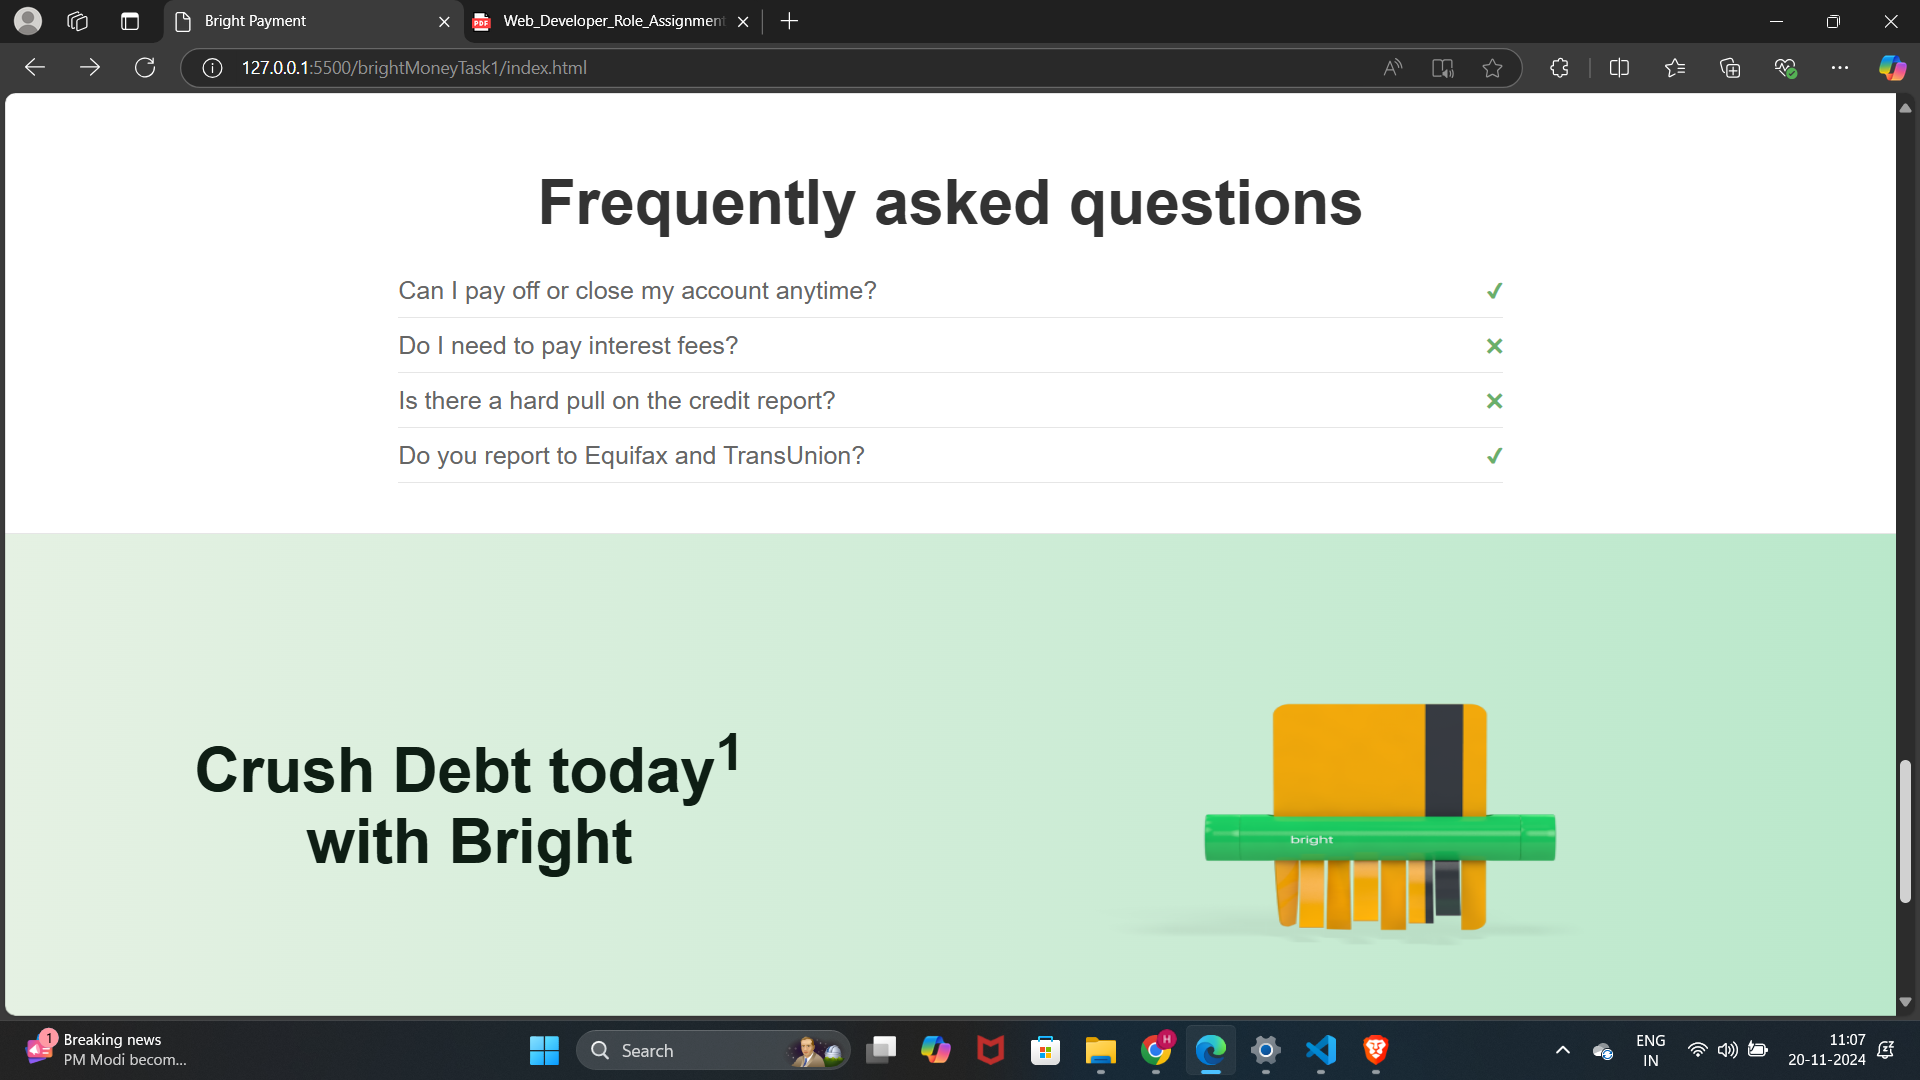 Bright Payment
Web_Developer_Role_Assignment
127.0.0.1:5500/brightMoneyTask1/index.html
Frequently asked questions
Can I pay off or close my account anytime? ✓
Do I need to pay interest fees? ✕
Is there a hard pull on the credit report? ✕
Do you report to Equifax and TransUnion? ✓
Crush Debt today1
with Bright
bright
1
Breaking news
PM Modi becom...
Search
H
ENG
IN
11:07
20-11-2024